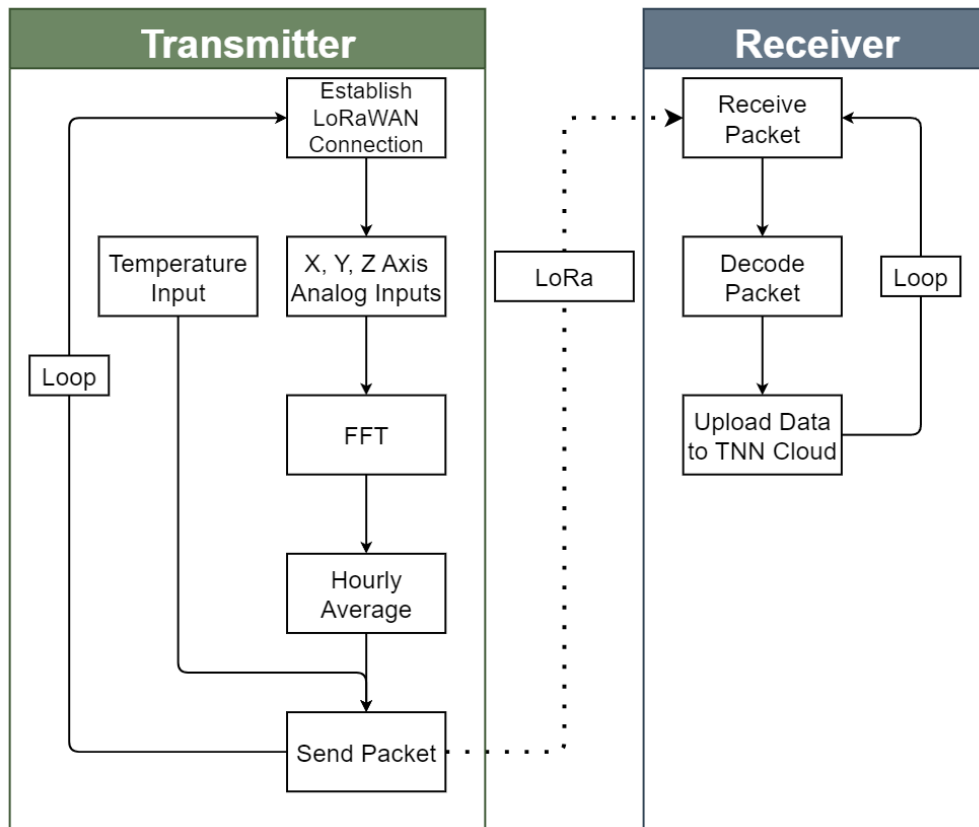 Transmitter
Establish
LoRaWAN
Connection
Temperature
Input
X, Y, Z Axis
Analog Inputs
Loop
FFT
Hourly
Average
Send Packet
LoRa
Receiver
Receive
Packet
Decode
Packet
Loop
Upload Data
to TNN Cloud